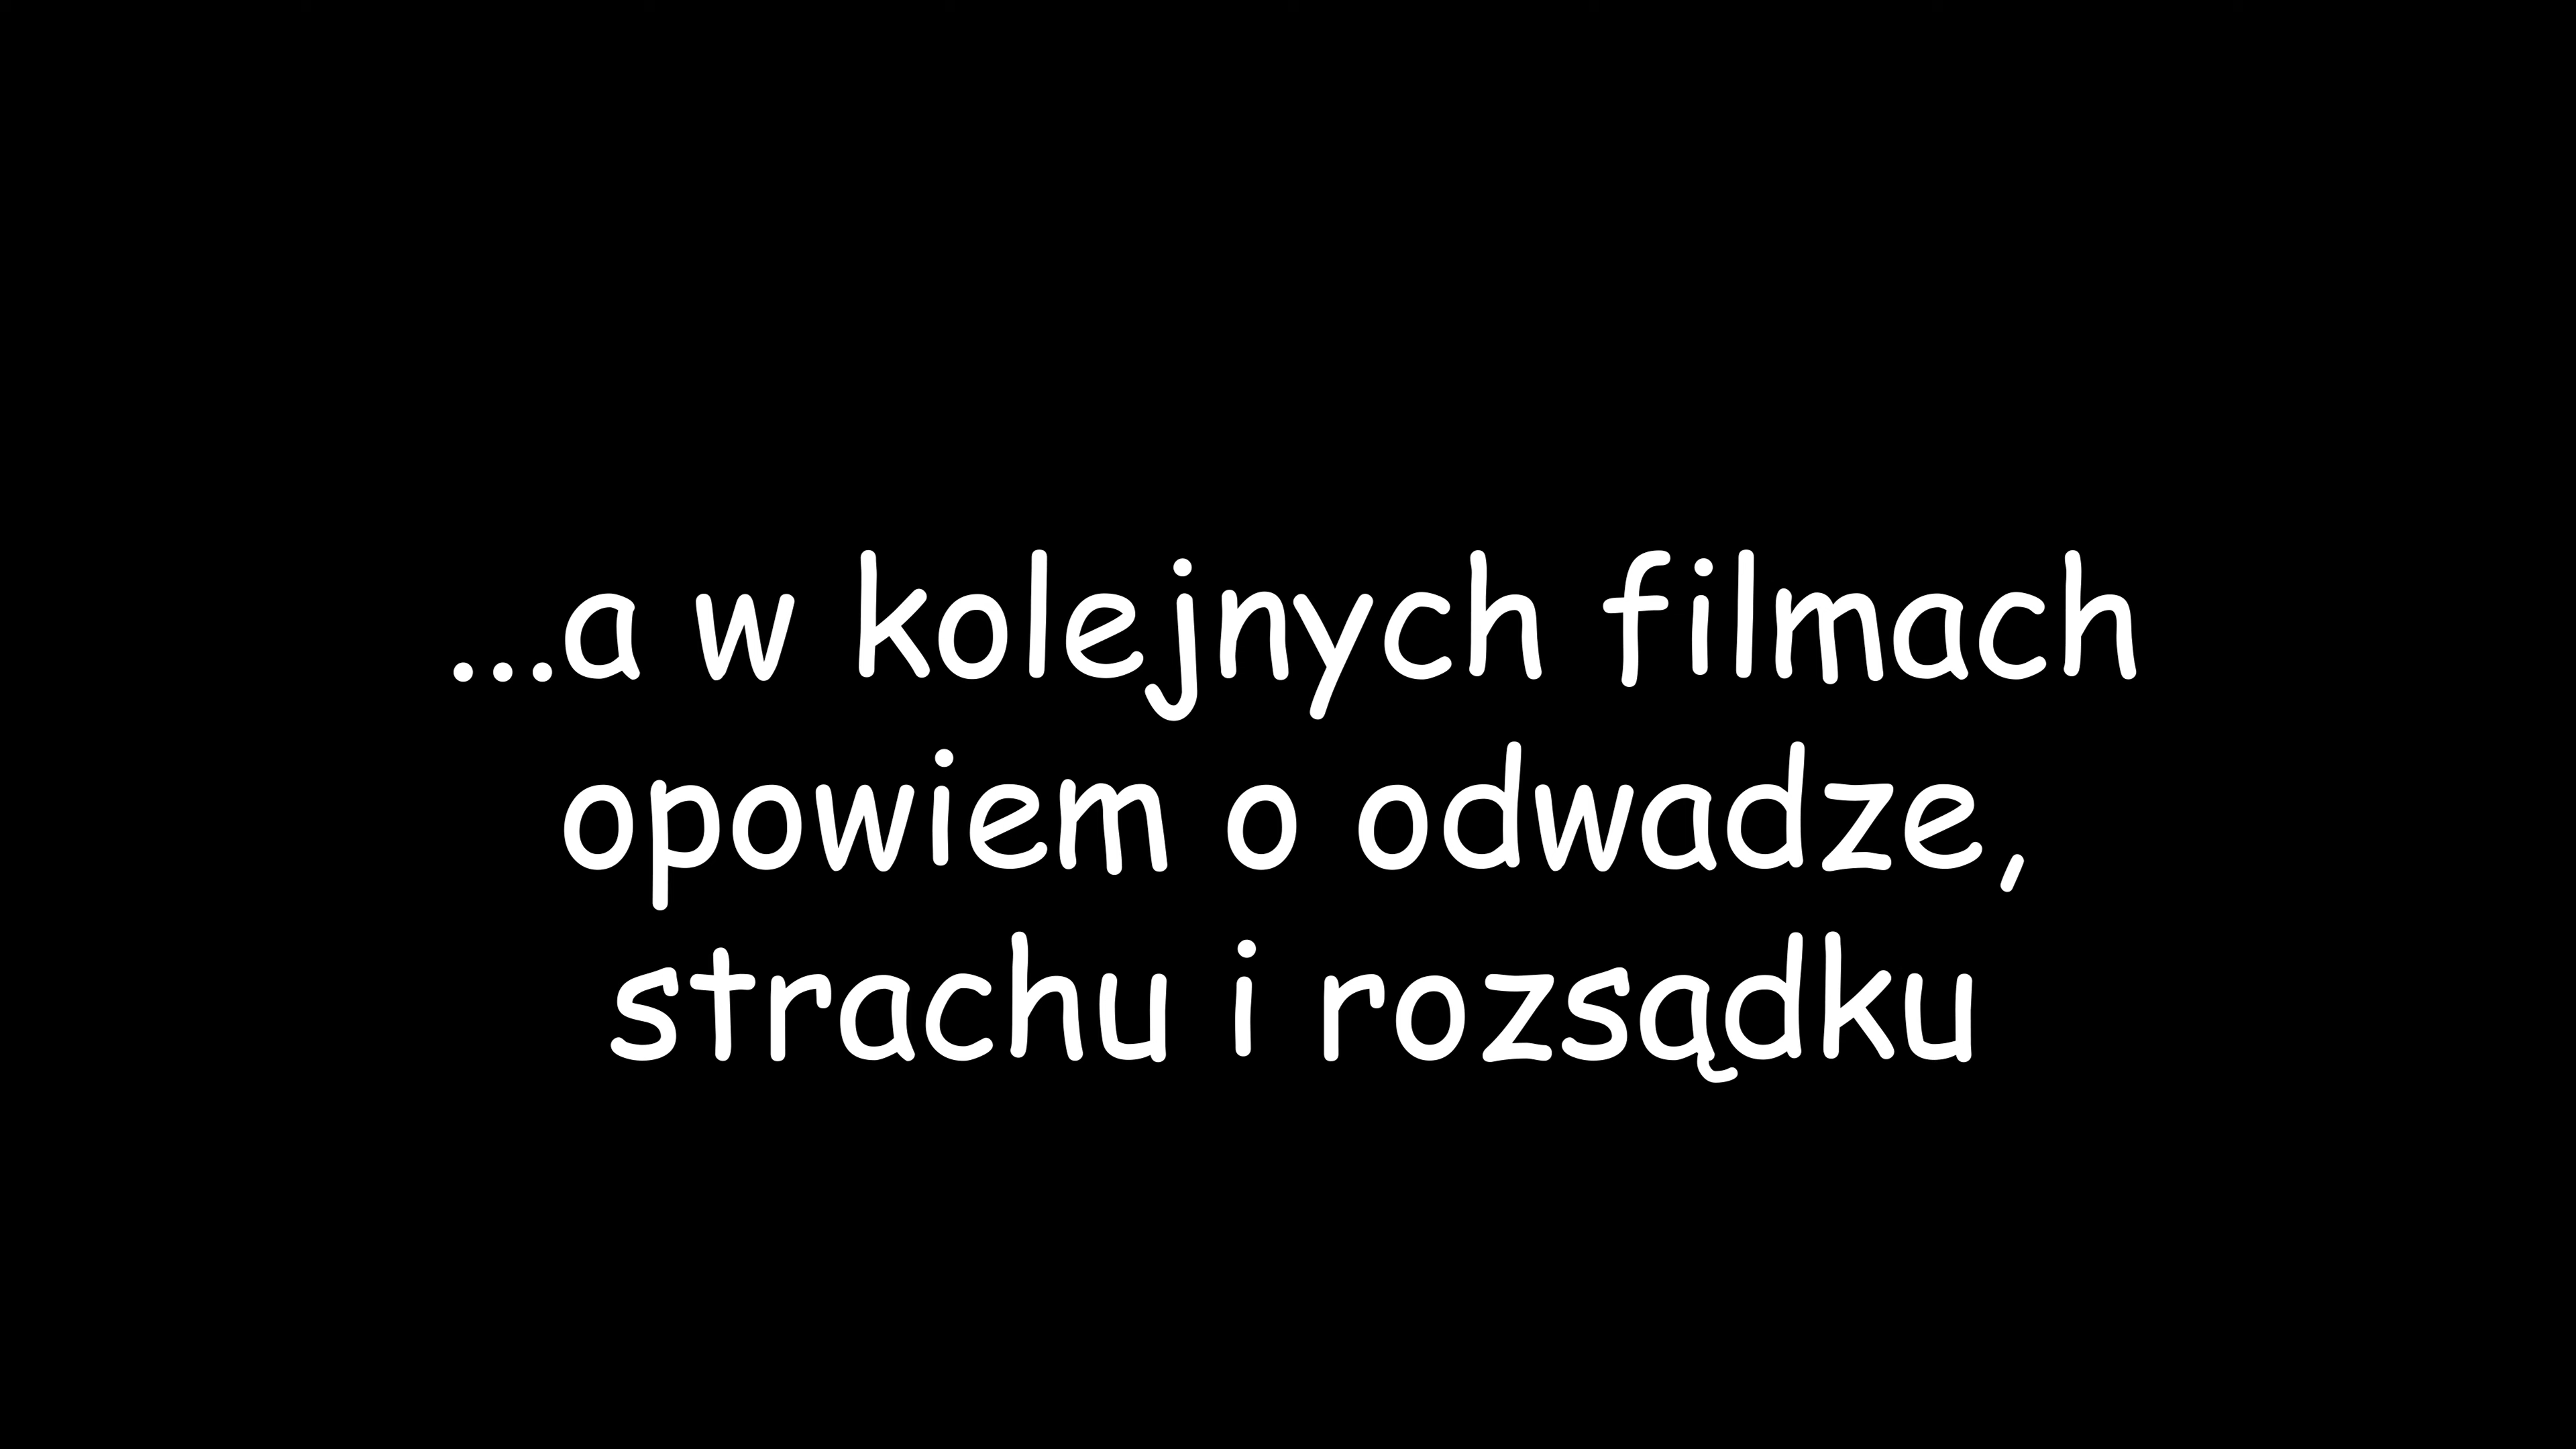 ...a w kolejnych filmach
opowiem o odwadze,
strachu i rozsądku